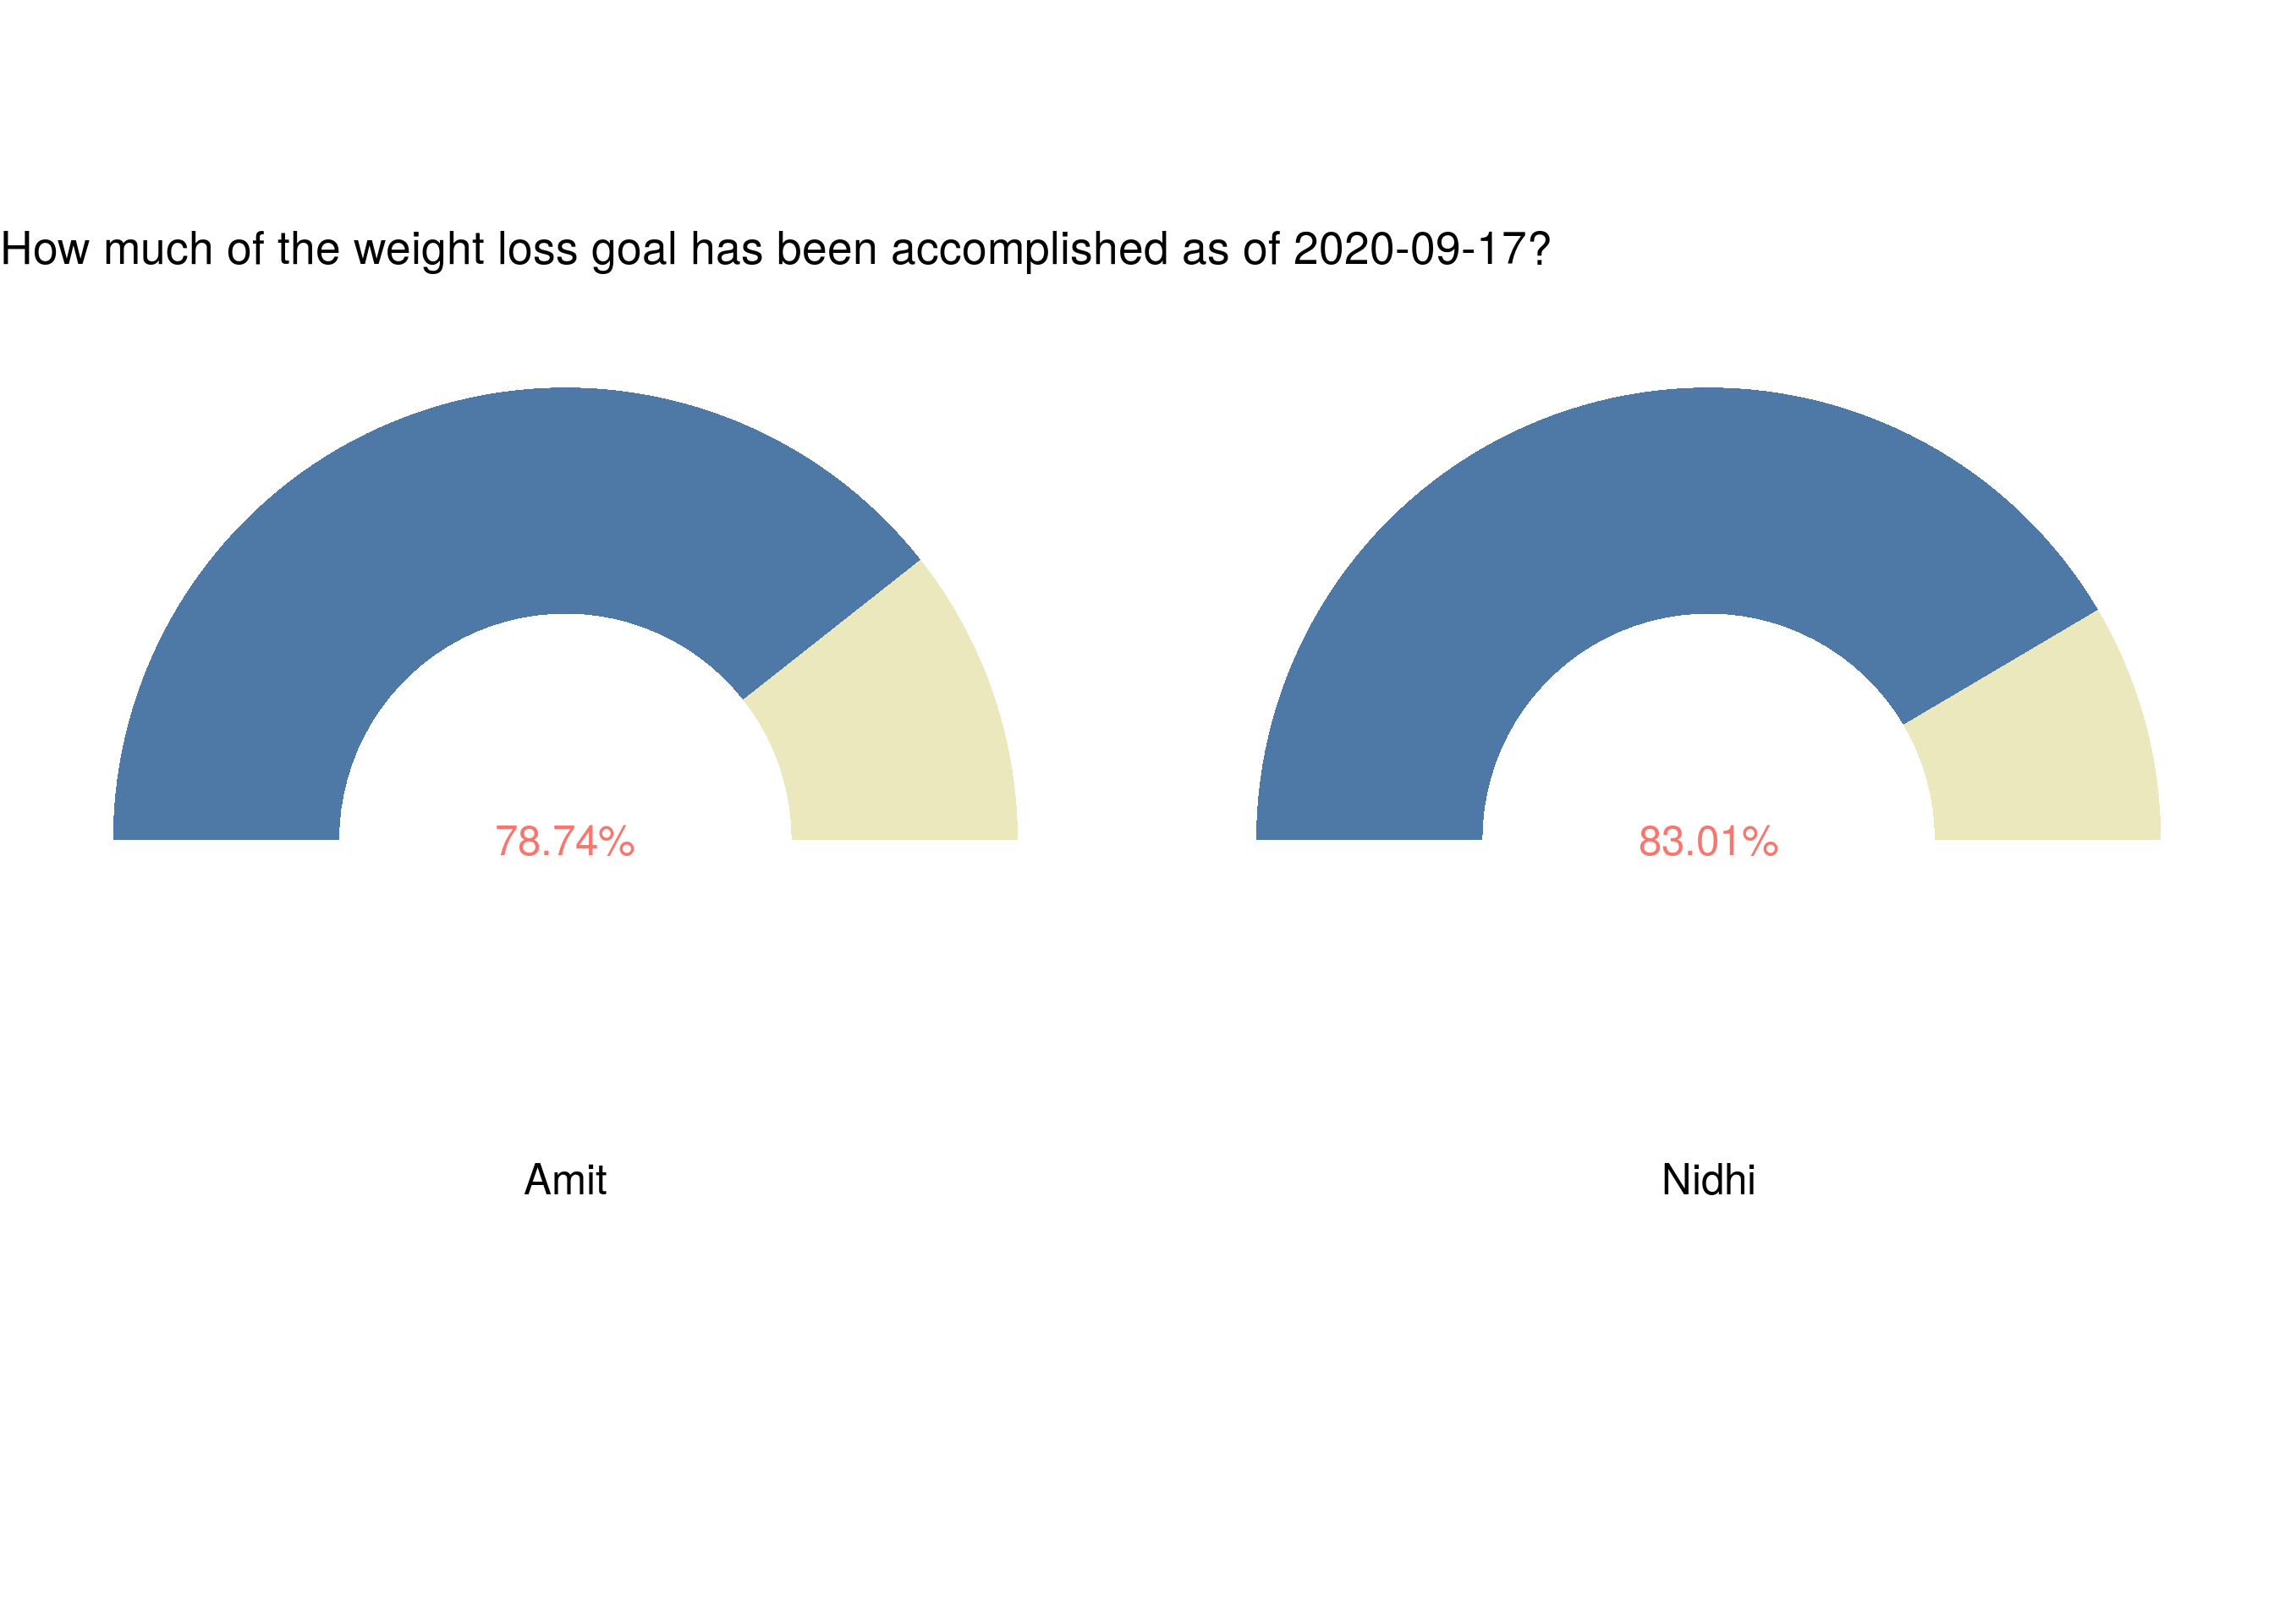 How much of the weight loss goal has been accomplished as of 2020-09-17?
78.74%
83.01%
Amit
Nidhi